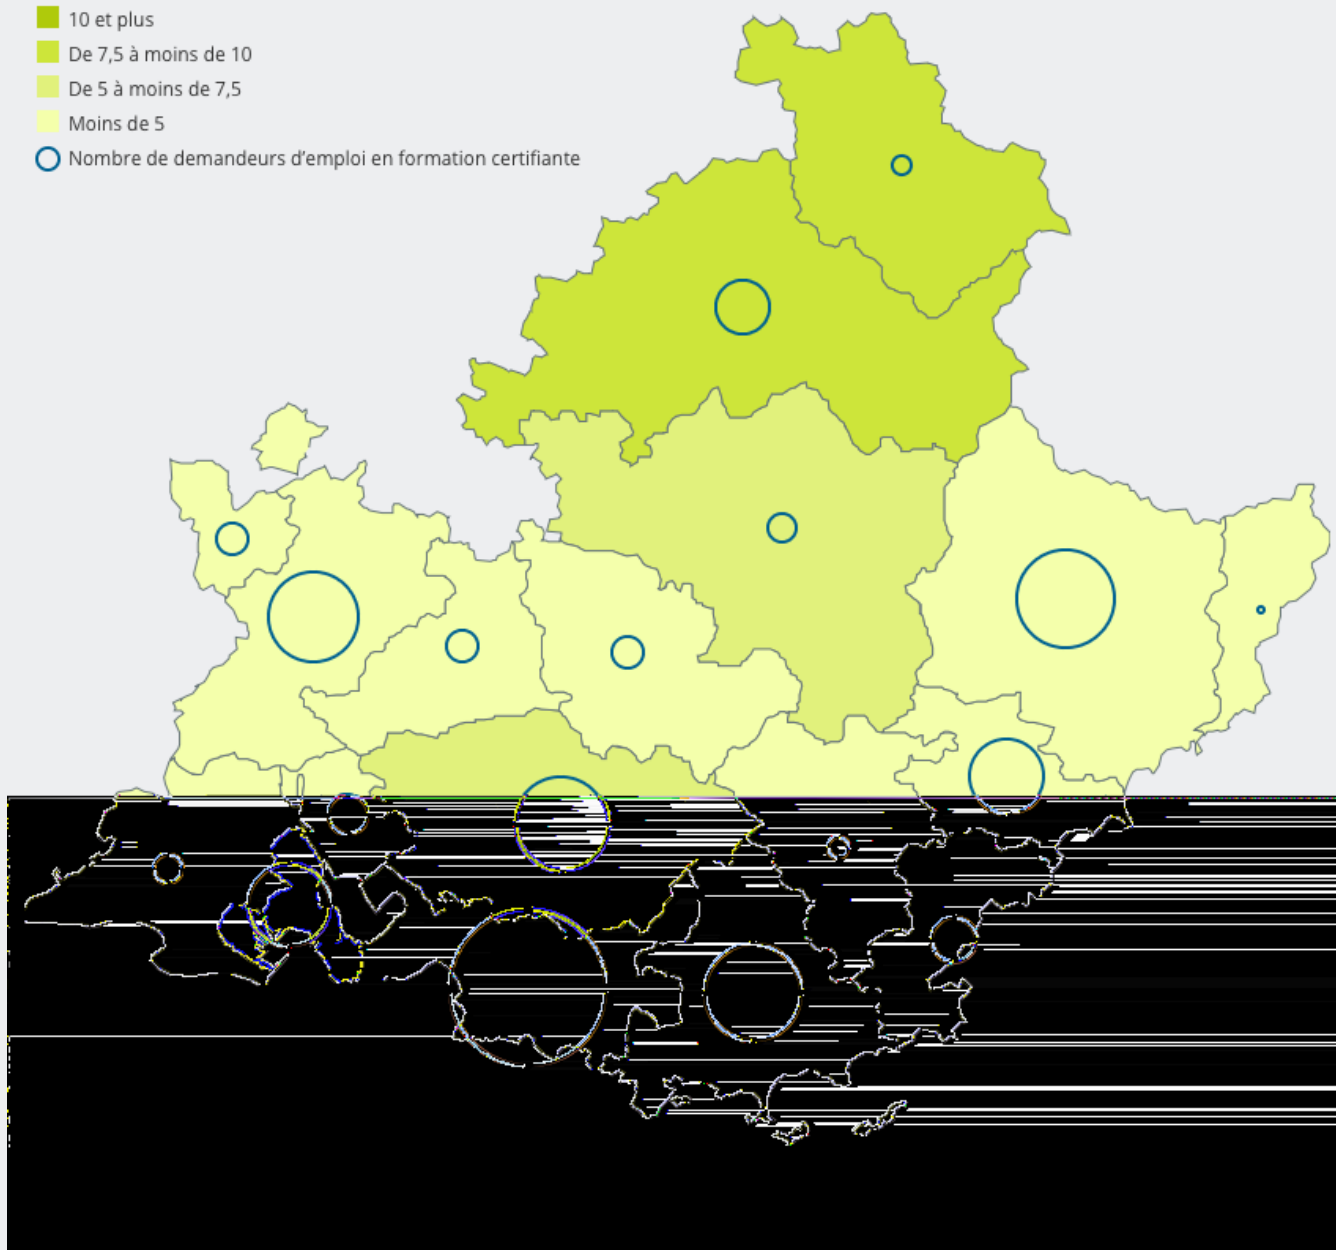 10 et plus
De 7,5 à moins de 10
De 5 à moins de 7,5
Moins de 5
Nombre de demandeurs d’emploi en formation certifiante